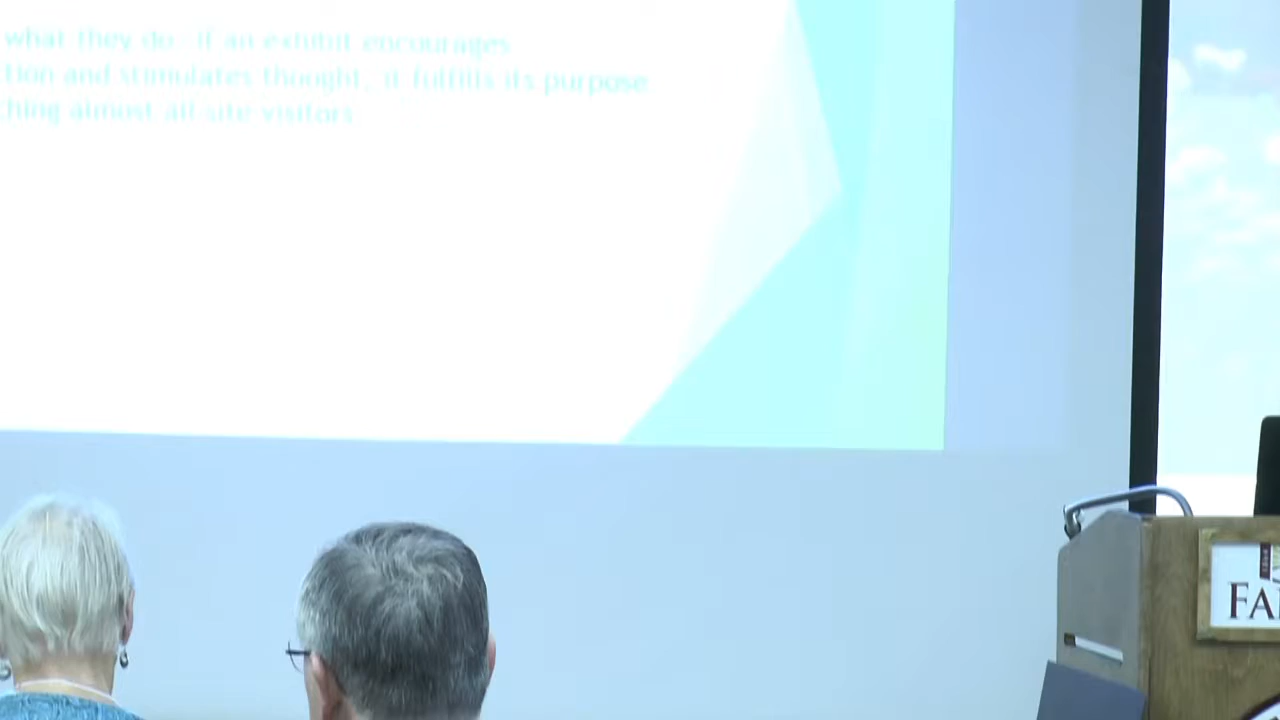 what they do. If an exhibit encourages
tion and stimulates thought, it fulfills its purpose
ching almost all site visitors
FA